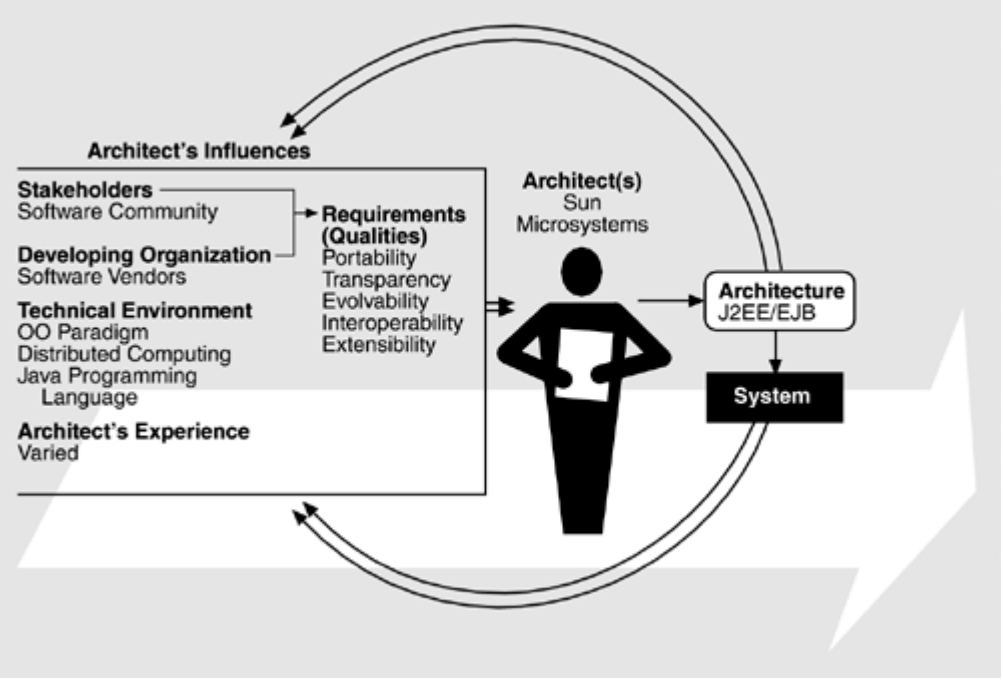 Architect's Influences
Stakeholders
Software Community
Developing Organization
Software Vendors
Technical Environment
OO Paradigm
Distributed Computing
Java Programming
Language
Architect's Experience
Varied
Requirements
(Qualities)
Portability
Transparency
Evolvability
Interoperability
Extensibility
Architect(s)
Sun
Microsystems
Architecture
J2EE/EJB
System